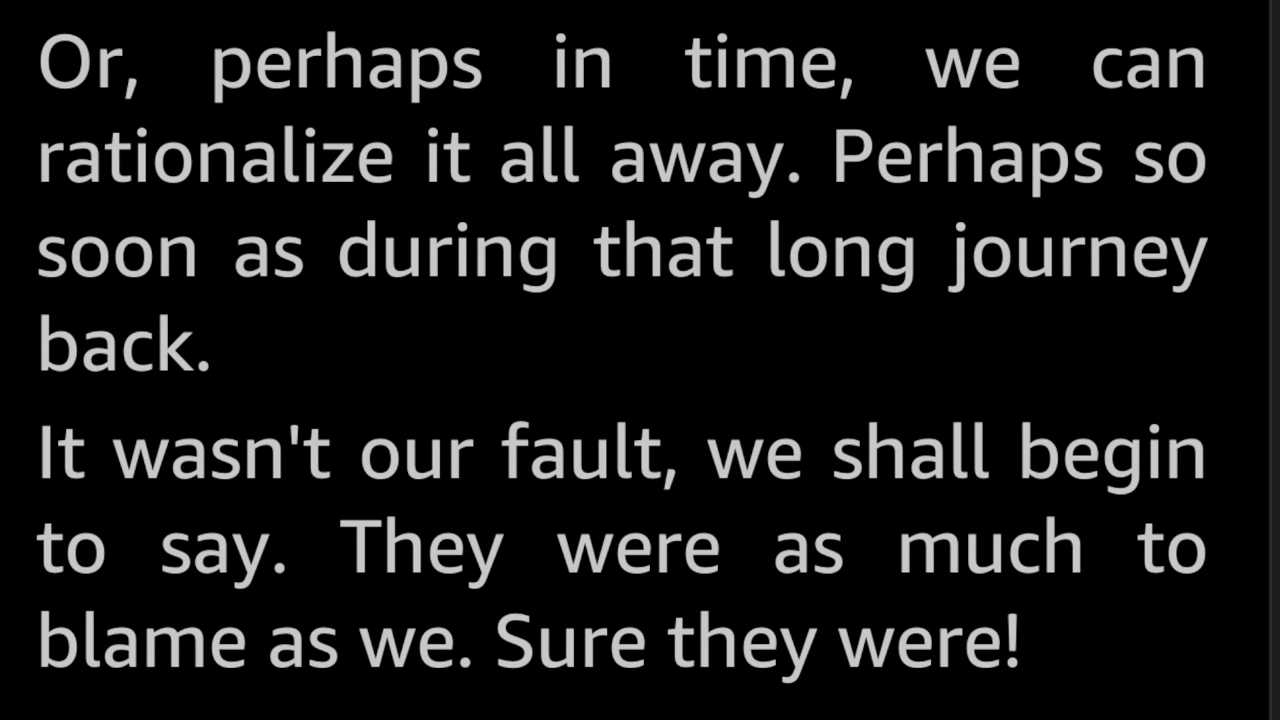 Or, perhaps in time, we can
rationalize it all away. Perhaps so
soon as during that long journey
back.
It wasn't our fault, we shall begin
to say. They were as much to
blame as we. Sure they were!